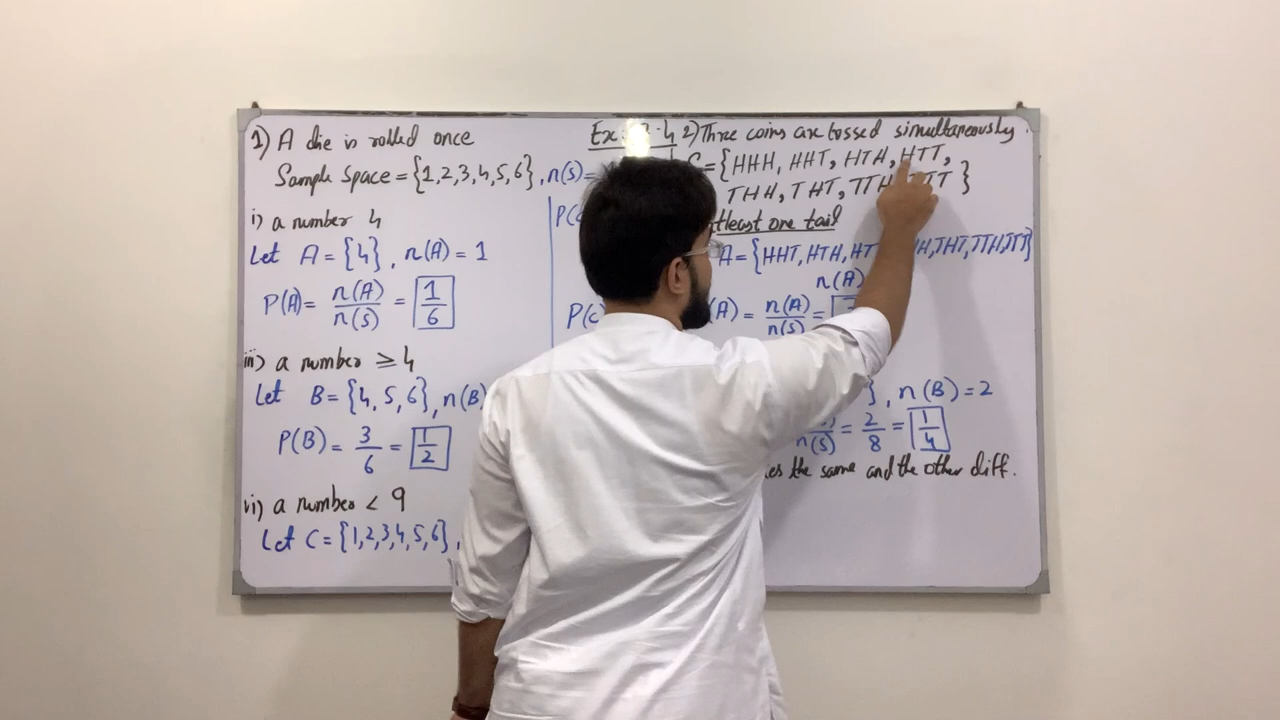 1) A die is rolled once
Sample Space = {1,2,3,4,5,6}, n(S)=
i) a number 4
Let A = {4}, n(A) = 1
P(A) = n(A)/n(S) = 1/6
iii) a number ≥ 4
Let B = {4, 5, 6}, n(B)
P(B) = 3/6 = 1/2
vi) a number < 9
Let C = {1,2,3,4,5,6},
P(
P(c
Ex : 4
2) Three coins are tossed simultaneously.
= {HHH, HHT, HTH, HTT,
THH, THT, TTH, TT }
atleast one tail
A = {HHT, HTH, HT H, THT, TTH, TTT}
n(A)
(A) = n(A)/n(S) =
}, n(B) = 2
n(S) = 2/8 = 1/4
the same and the other diff.